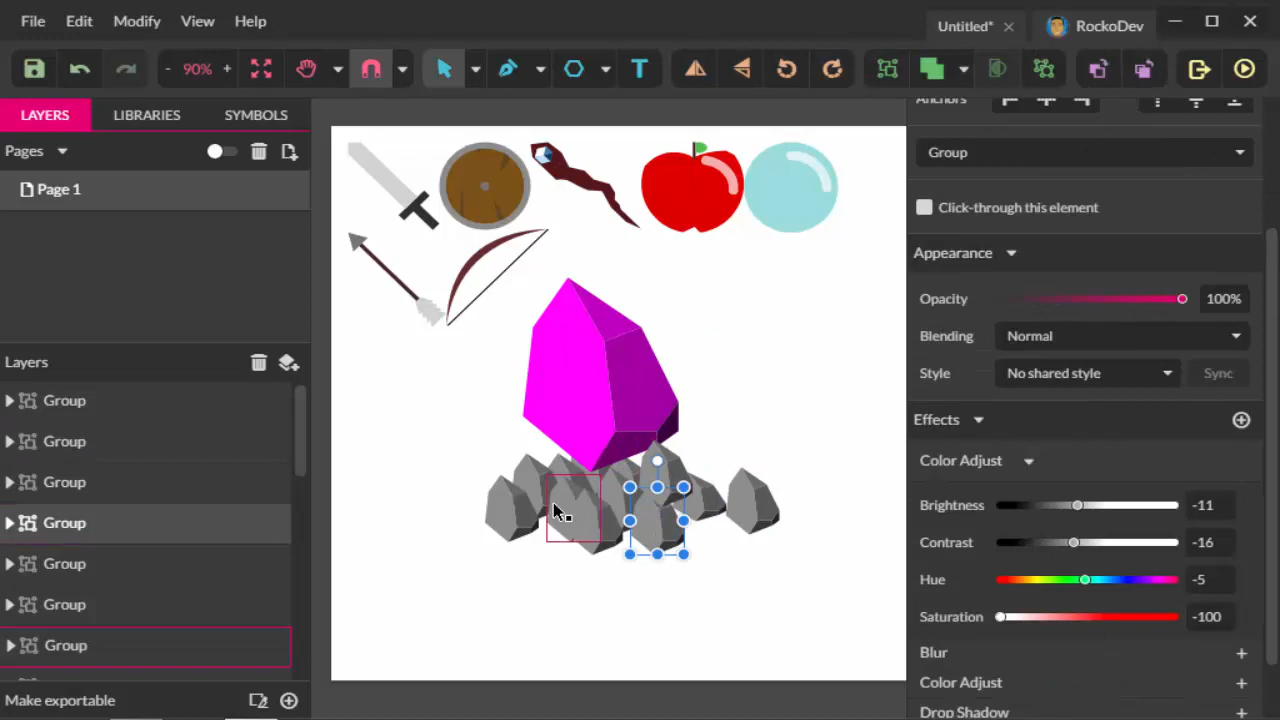 File Edit Modify View Help
Untitled*
RockoDev
- 90% +
T
LAYERS LIBRARIES SYMBOLS
Pages
Page 1
Layers
Group
Group
Group
Group
Group
Group
Group
Make exportable
Anchors
Group
Click-through this element
Appearance
Opacity 100%
Blending Normal
Style No shared style Sync
Effects
Color Adjust
Brightness -11
Contrast -16
Hue -5
Saturation -100
Blur +
Color Adjust +
Drop Shadow +